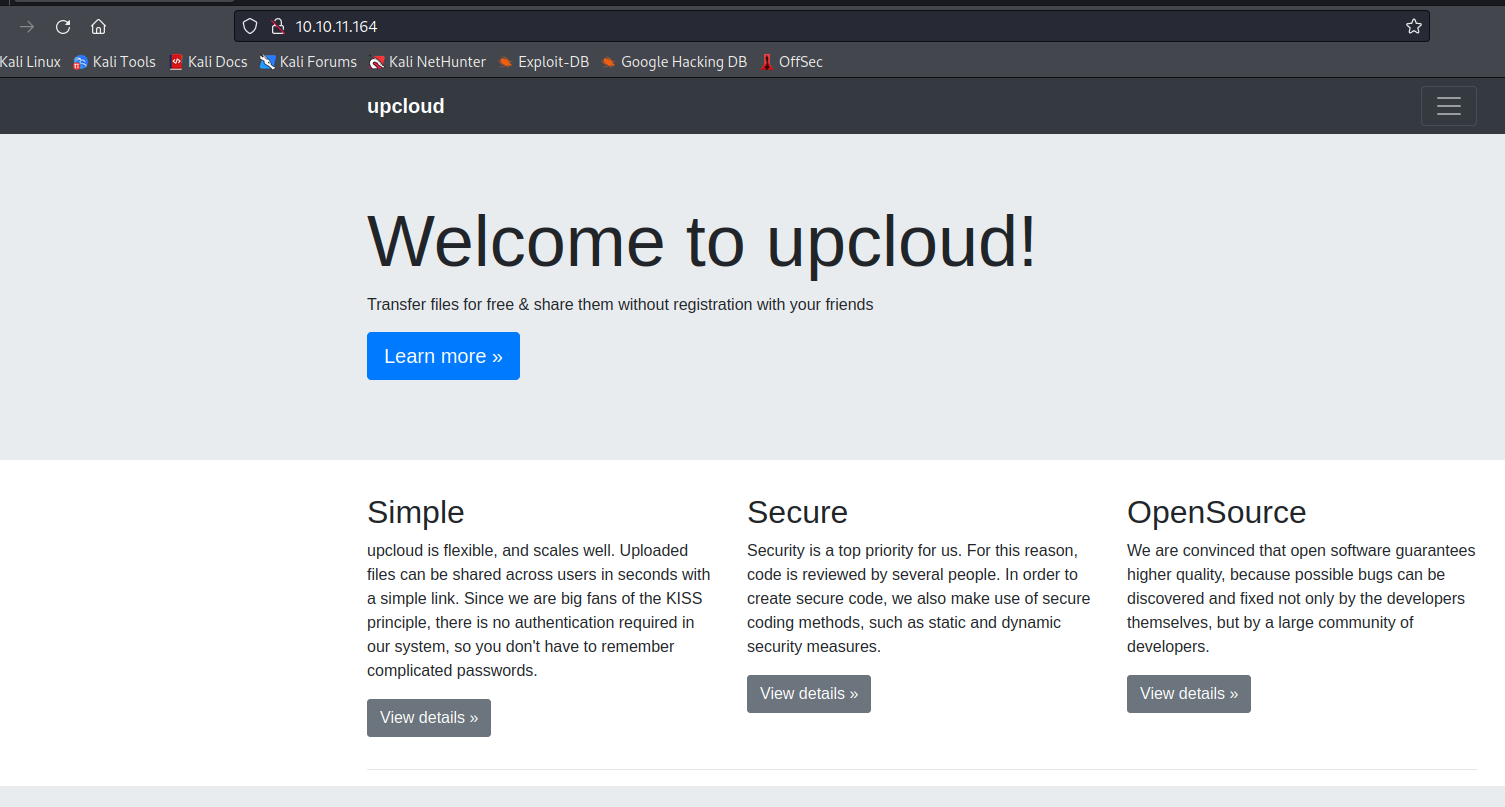 10.10.11.164
Kali Linux Kali Tools Kali Docs Kali Forums Kali NetHunter Exploit-DB Google Hacking DB OffSec
upcloud
Welcome to upcloud!
Transfer files for free & share them without registration with your friends
Learn more »
Simple
upcloud is flexible, and scales well. Uploaded
files can be shared across users in seconds with
a simple link. Since we are big fans of the KISS
principle, there is no authentication required in
our system, so you don't have to remember
complicated passwords.
View details »
Secure
Security is a top priority for us. For this reason,
code is reviewed by several people. In order to
create secure code, we also make use of secure
coding methods, such as static and dynamic
security measures.
View details »
OpenSource
We are convinced that open software guarantees
higher quality, because possible bugs can be
discovered and fixed not only by the developers
themselves, but by a large community of
developers.
View details »